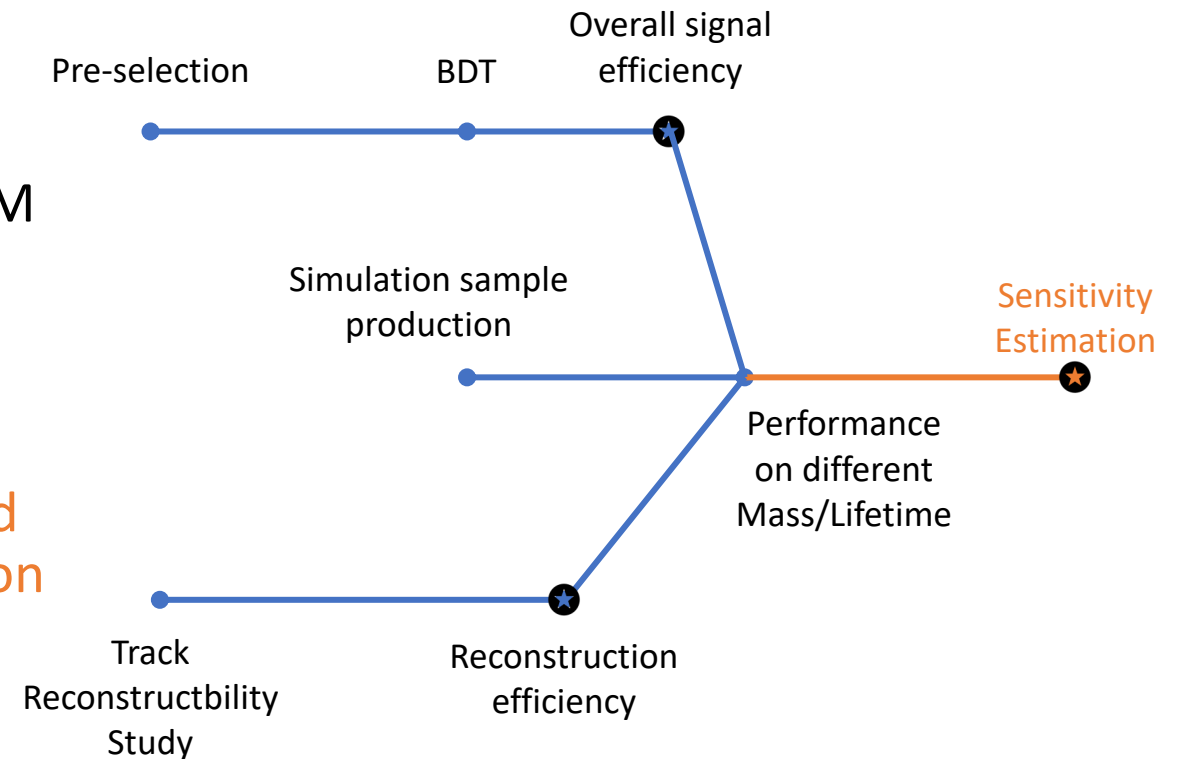 Overall signal
efficiency
Pre-selection
BDT
M
Simulation sample
production
Sensitivity
Estimation
Performance
on different
Mass/Lifetime
d
on
Track
Reconstructbility
Study
Reconstruction
efficiency